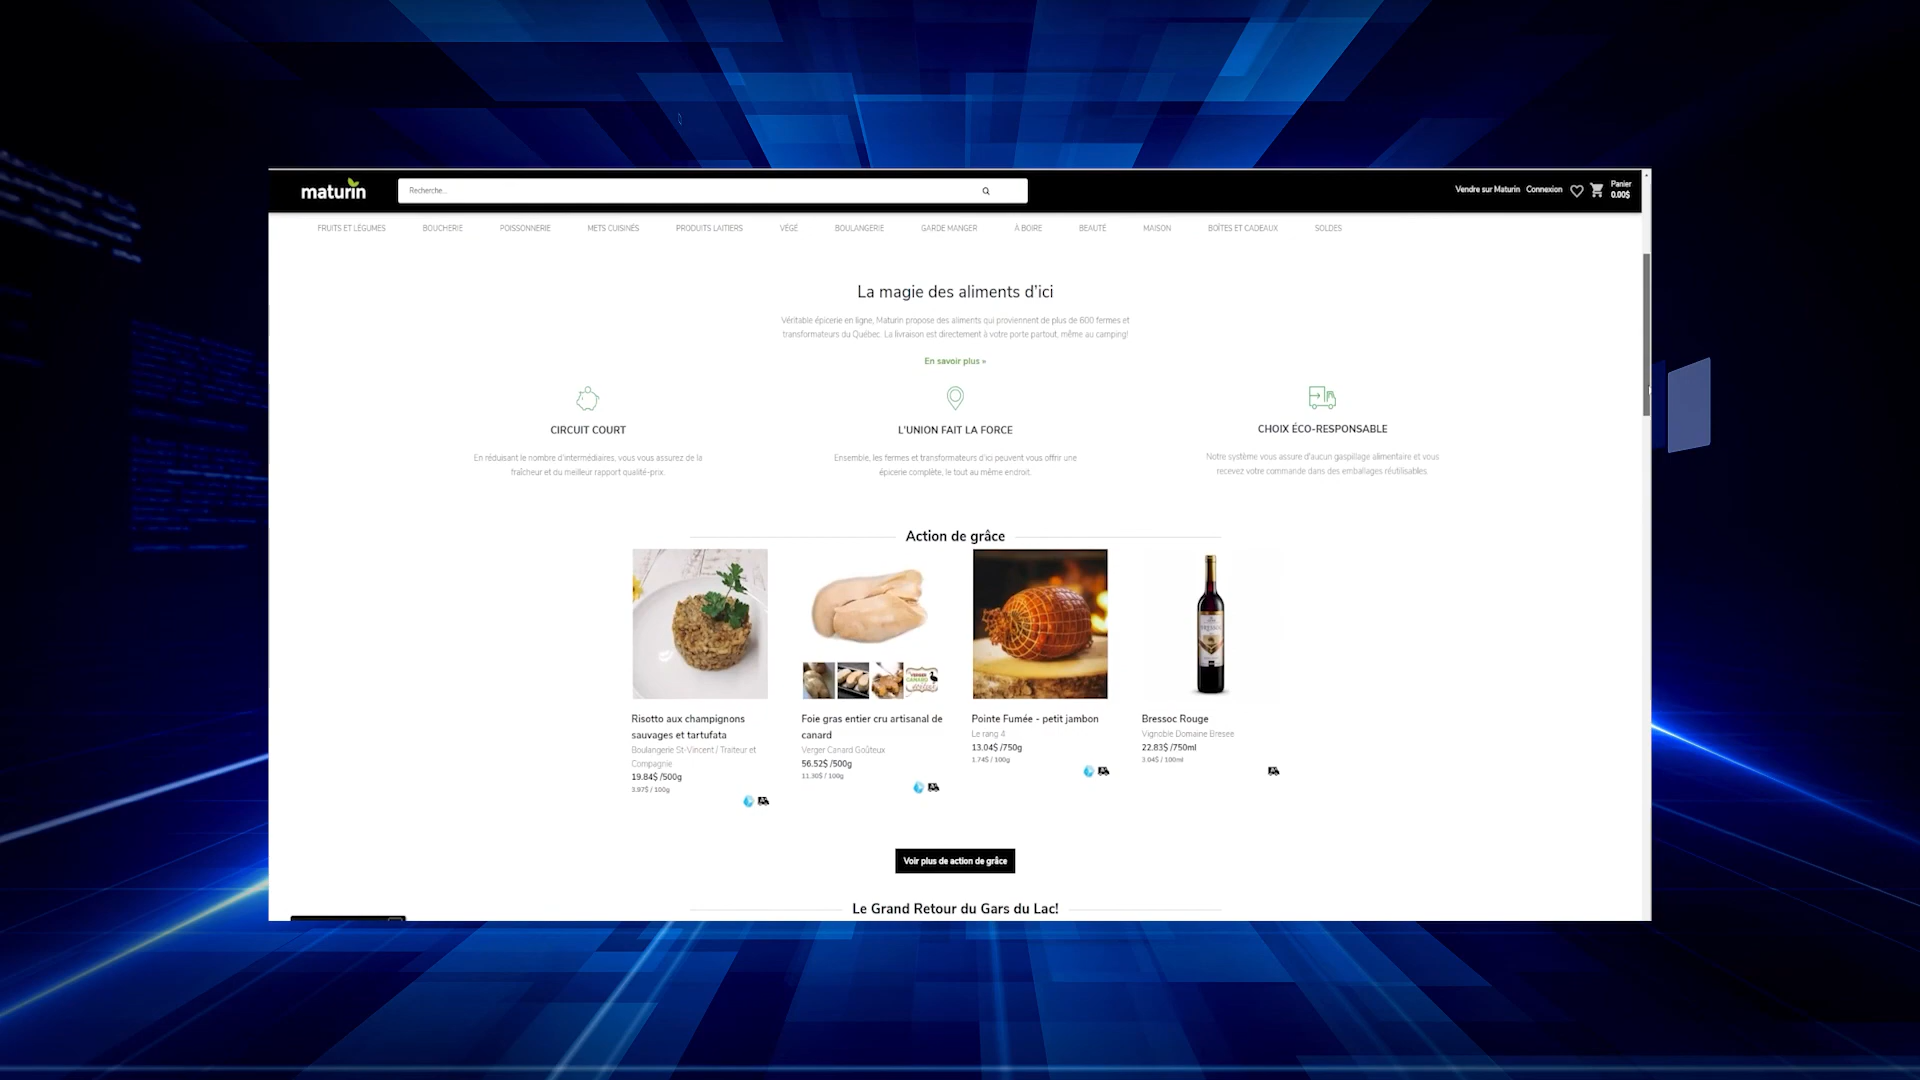 maturin
Recherche...
Vendre sur Maturin
Connexion
Panier
0.00$
FRUITS ET LÉGUMES
BOUCHERIE
POISSONNERIE
METS CUISINÉS
PRODUITS LAITIERS
VÉGÉ
BOULANGERIE
GARDE MANGER
À BOIRE
BEAUTÉ
MAISON
BOÎTES ET CADEAUX
SOLDES
La magie des aliments d'ici
Véritable épicerie en ligne, Maturin propose des aliments qui proviennent de plus de 600 fermes et
transformateurs du Québec. La livraison est directement à votre porte partout, même au camping!
En savoir plus »
CIRCUIT COURT
En réduisant le nombre d'intermédiaires, vous vous assurez de la
fraîcheur et du meilleur rapport qualité-prix.
L'UNION FAIT LA FORCE
Ensemble, les fermes et transformateurs d'ici peuvent vous offrir une
épicerie complète, le tout au même endroit.
CHOIX ÉCO-RESPONSABLE
Notre système vous assure d'aucun gaspillage alimentaire et vous
recevez votre commande dans des emballages réutilisables.
Action de grâce
Risotto aux champignons
sauvages et tartufata
Boulangerie St-Vincent / Traiteur et
Compagnie
19.84$ /500g
3.97$ / 100g
Foie gras entier cru artisanal de
canard
Verger Canard Goûteux
56.52$ /500g
11.30$ / 100g
Pointe Fumée - petit jambon
Le rang 4
13.04$ /750g
1.74$ / 100g
Bressoc Rouge
Vignoble Domaine Bresee
22.83$ /750ml
3.04$ / 100ml
Voir plus de action de grâce
Le Grand Retour du Gars du Lac!